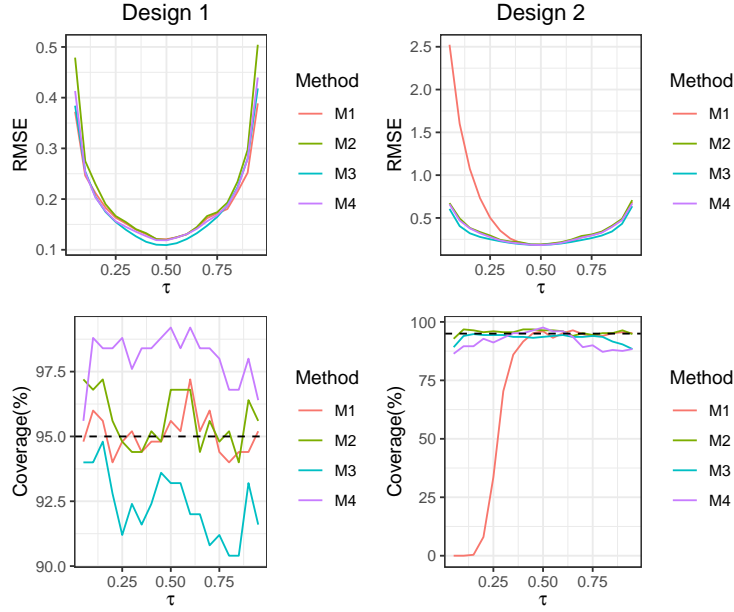 Design 1
RMSE
0.5
0.4
0.3
0.2
0.1
0.25
0.50
0.75
τ
Method
M1
M2
M3
M4
Design 2
RMSE
2.5
2.0
1.5
1.0
0.5
0.25
0.50
0.75
τ
Method
M1
M2
M3
M4
Coverage(%)
97.5
95.0
92.5
90.0
0.25
0.50
0.75
τ
Method
M1
M2
M3
M4
Coverage(%)
100
75
50
25
0
0.25
0.50
0.75
τ
Method
M1
M2
M3
M4